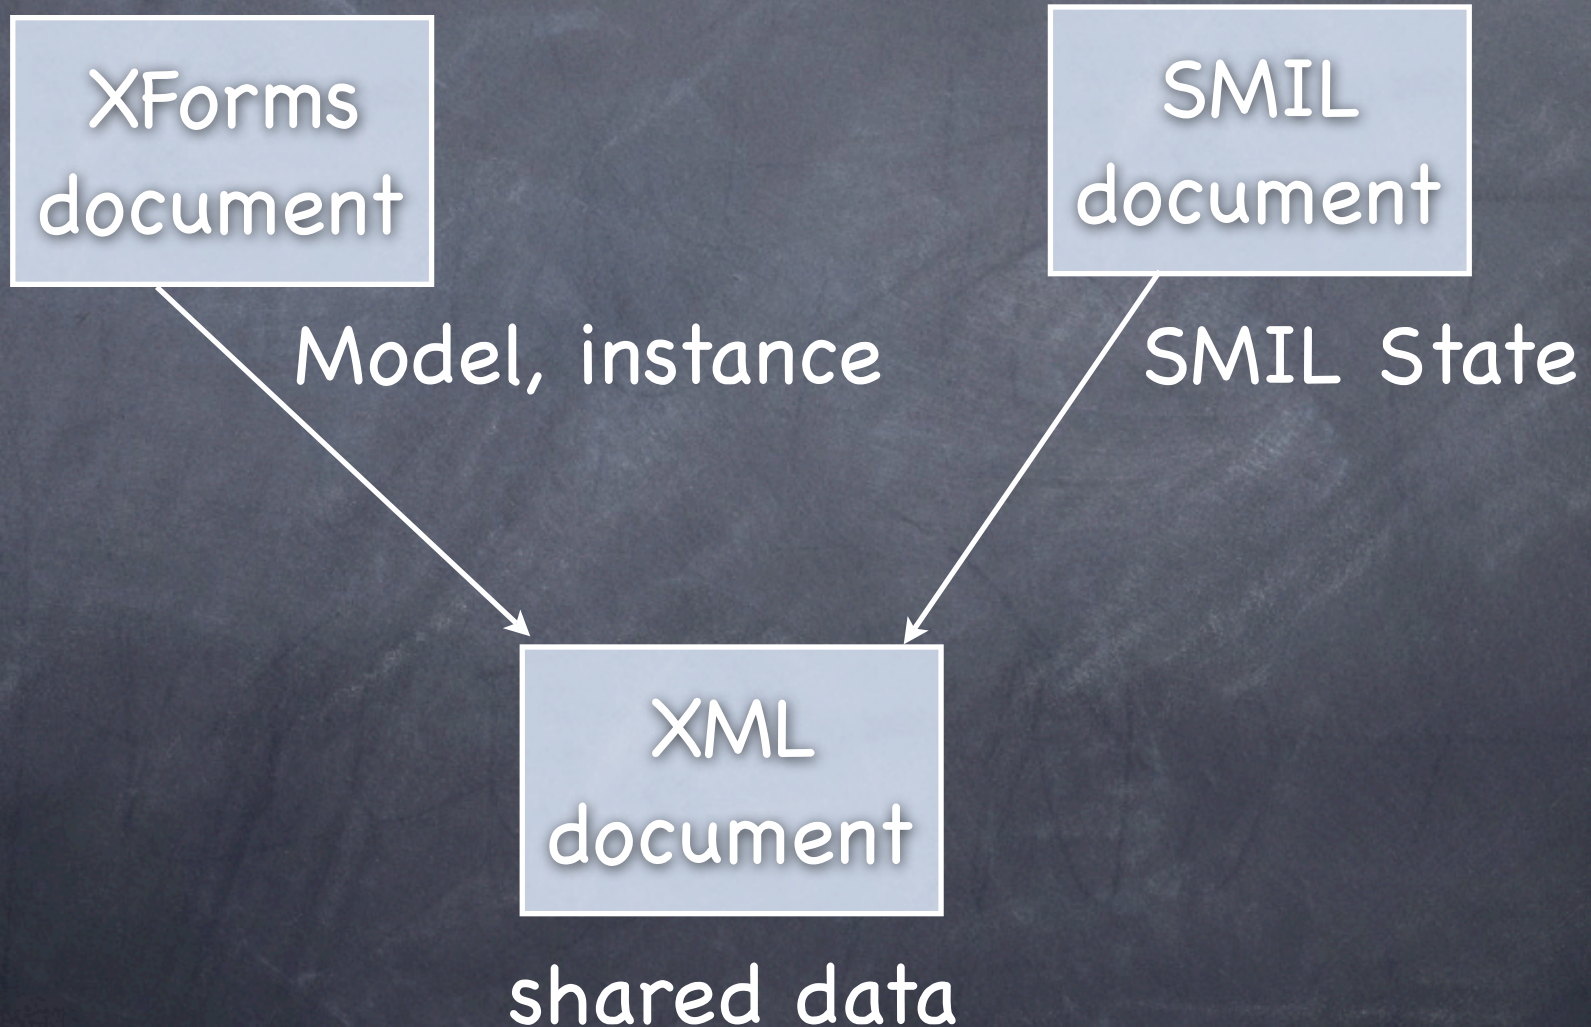 XForms
document
SMIL
document
Model, instance
SMIL State
XML
document
shared data